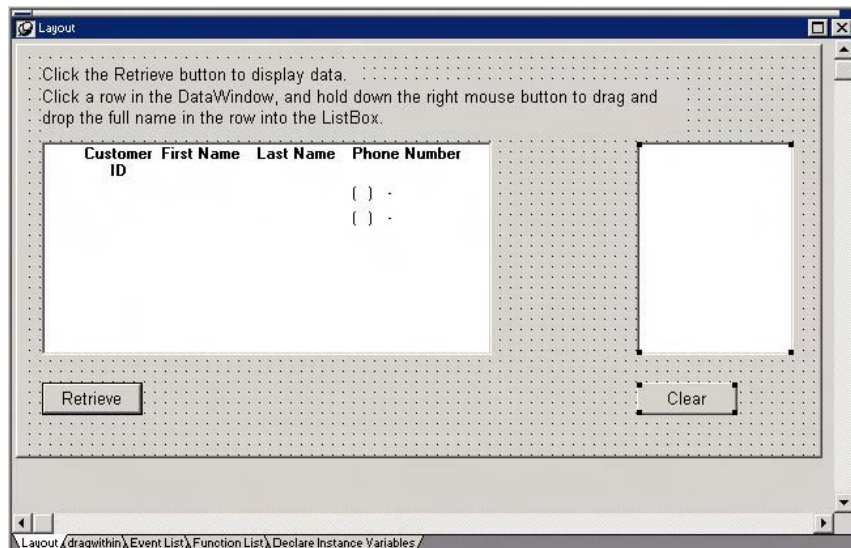 Layout
Click the Retrieve button to display data.
Click a row in the DataWindow, and hold down the right mouse button to drag and
drop the full name in the row into the ListBox.
Customer First Name Last Name Phone Number
ID
( ) -
( ) -
Retrieve Clear
Layout dragwithin Event List Function List Declare Instance Variables